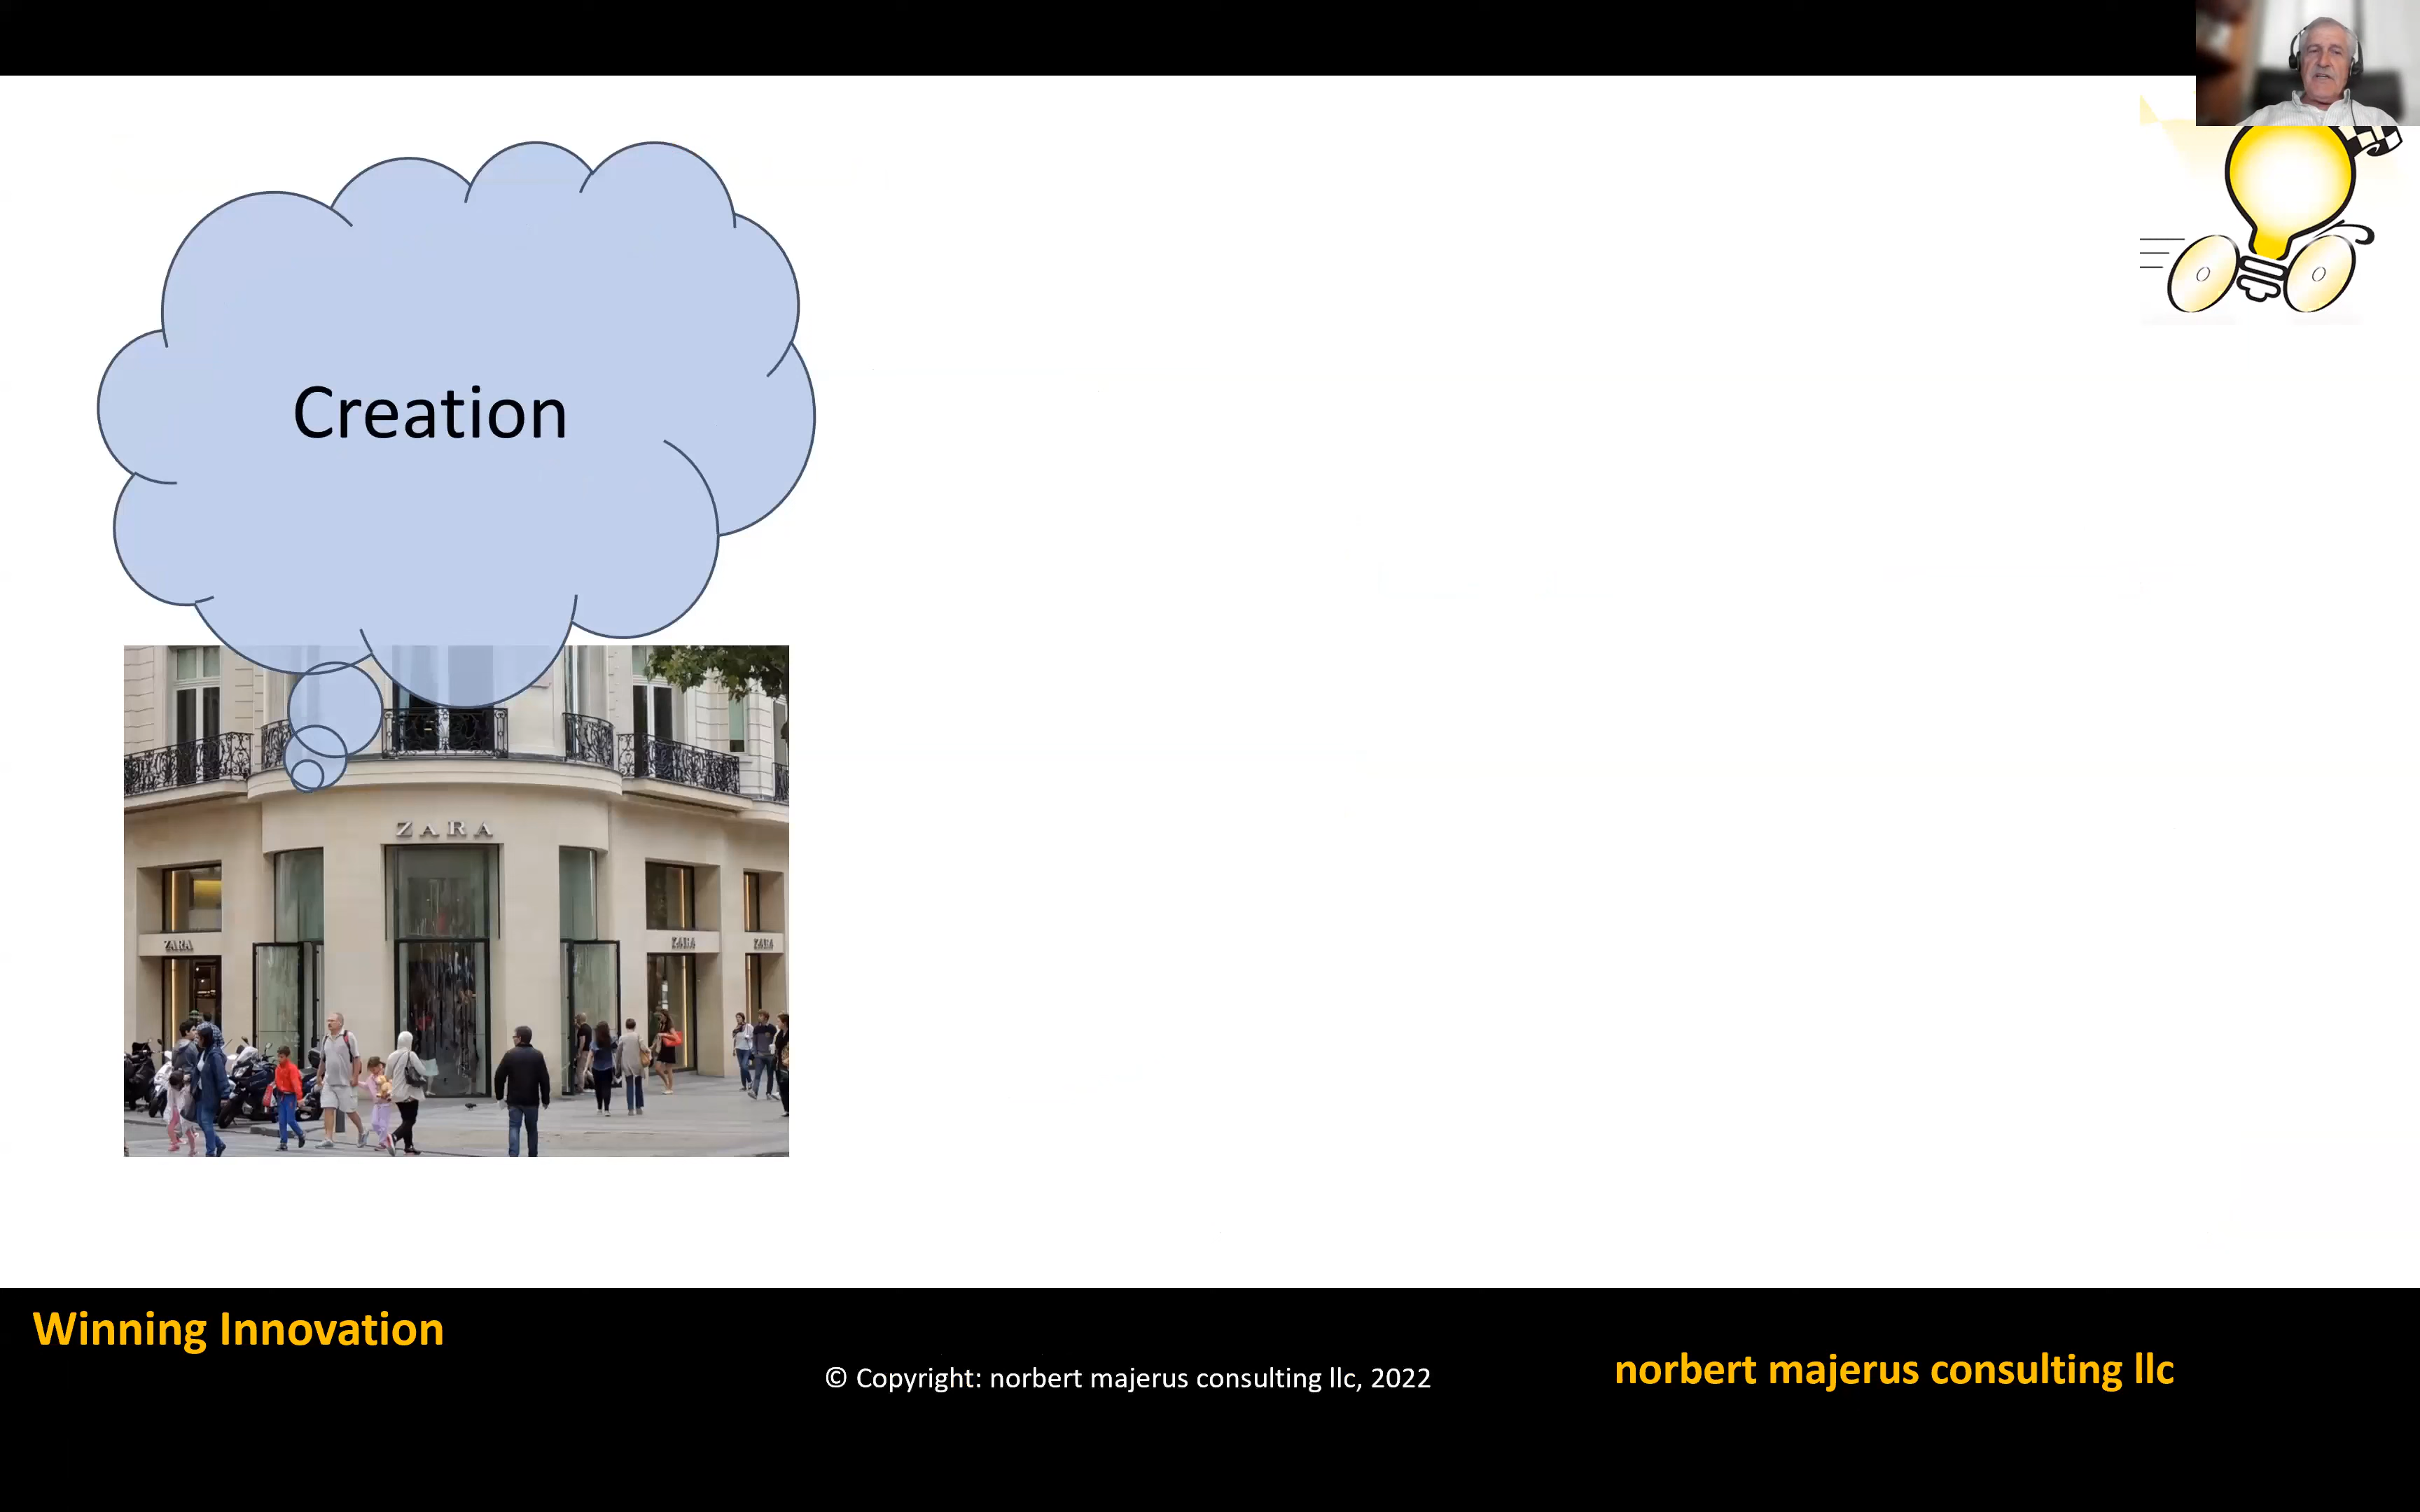 Creation
ZARA
ZARA
ZARA
ZARA
Winning Innovation
© Copyright: norbert majerus consulting llc, 2022
norbert majerus consulting llc